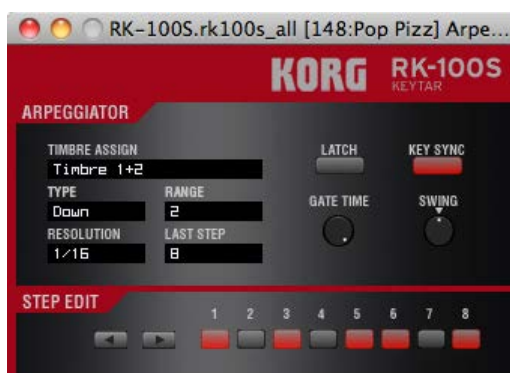 RK-100S.rk100s_all [148:Pop Pizz] Arpe...
KORG RK-100S
KEYTAR
ARPEGGIATOR
TIMBRE ASSIGN LATCH KEY SYNC
Timbre 1+2
TYPE RANGE GATE TIME SWING
Down 2
RESOLUTION LAST STEP
1/16 8
STEP EDIT 1 2 3 4 5 6 7 8